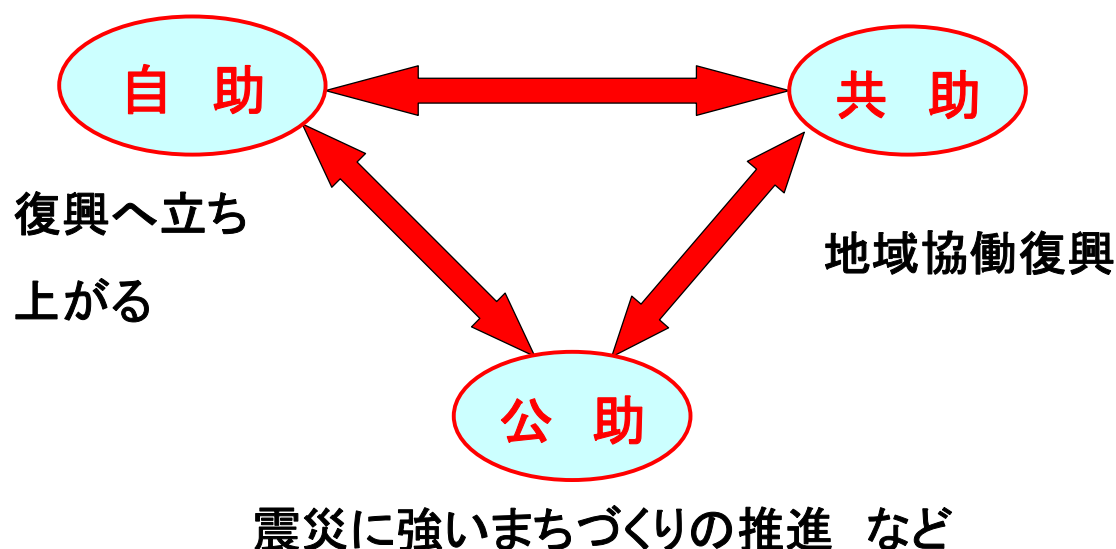 自　助
共　助
復興へ立ち
上がる
地域協働復興
公　助
震災に強いまちづくりの推進　など